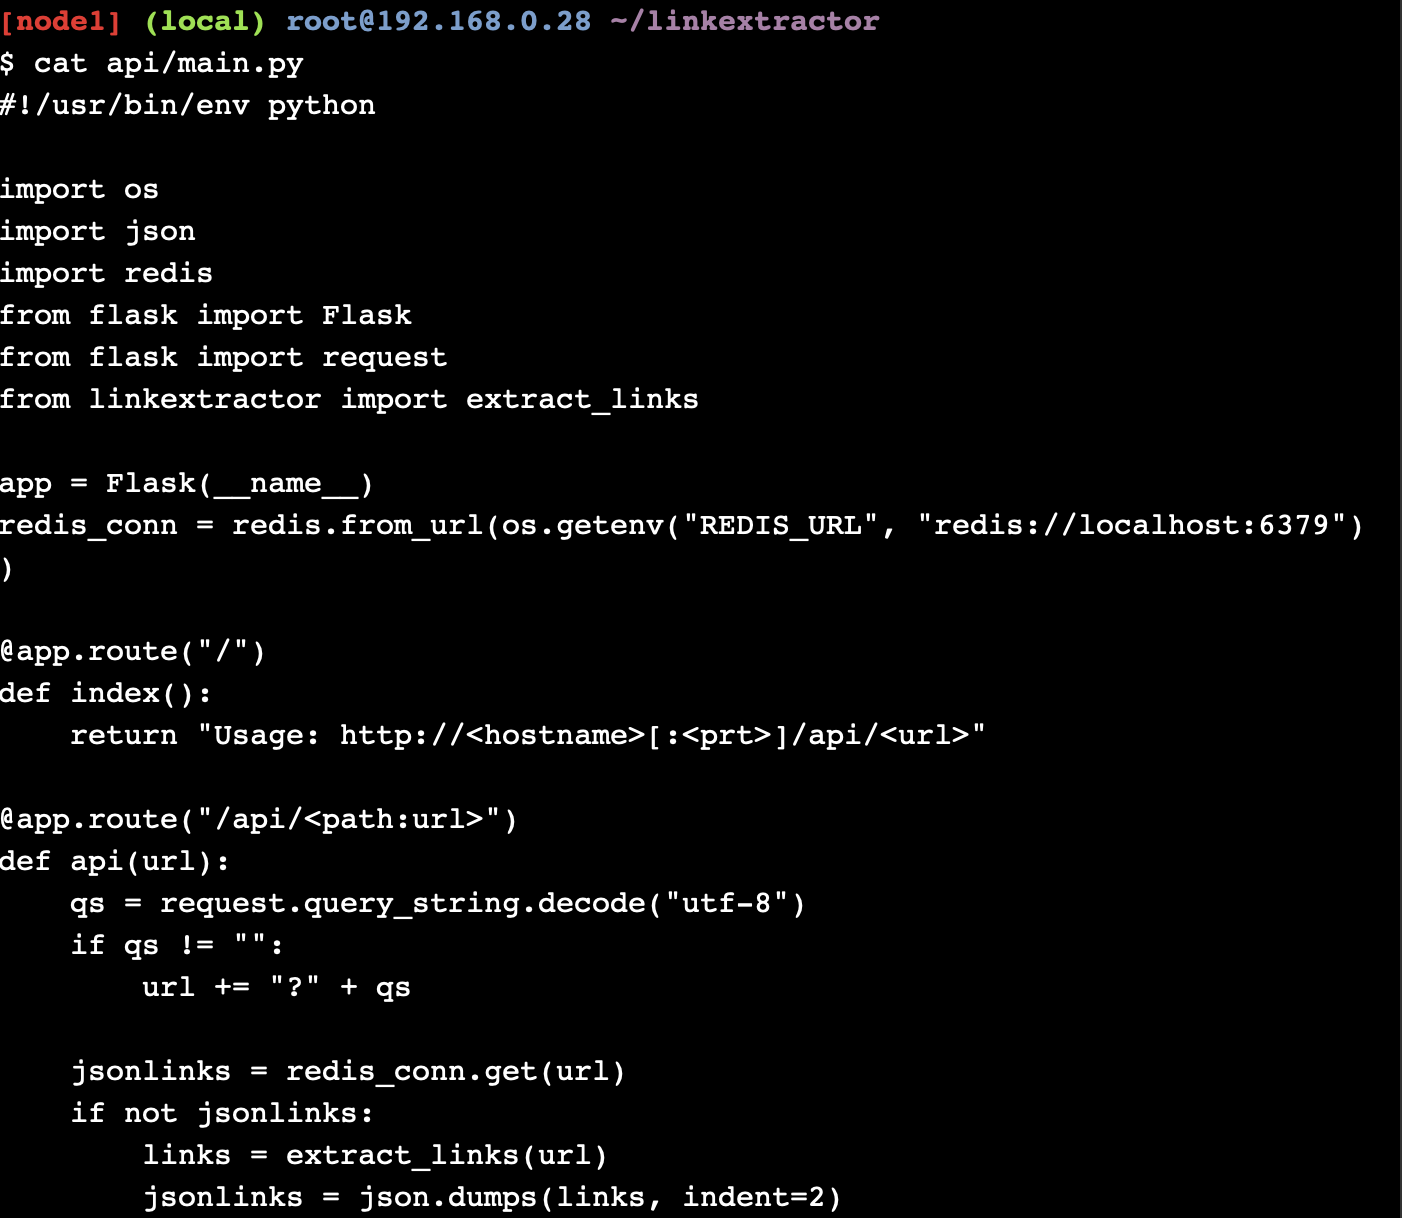 [node1] (local) root@192.168.0.28 ~/linkextractor
$ cat api/main.py
#!/usr/bin/env python

import os
import json
import redis
from flask import Flask
from flask import request
from linkextractor import extract_links

app = Flask(__name__)
redis_conn = redis.from_url(os.getenv("REDIS_URL", "redis://localhost:6379")
)

@app.route("/")
def index():
    return "Usage: http://<hostname>[:<prt>]/api/<url>"

@app.route("/api/<path:url>")
def api(url):
    qs = request.query_string.decode("utf-8")
    if qs != "":
        url += "?" + qs

    jsonlinks = redis_conn.get(url)
    if not jsonlinks:
        links = extract_links(url)
        jsonlinks = json.dumps(links, indent=2)